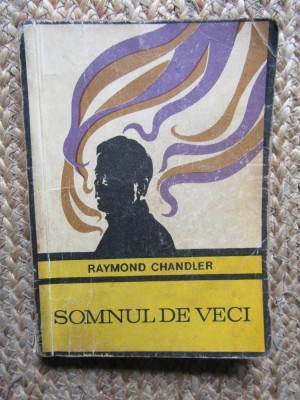 RAYMOND CHANDLER
SOMNUL DE VECI